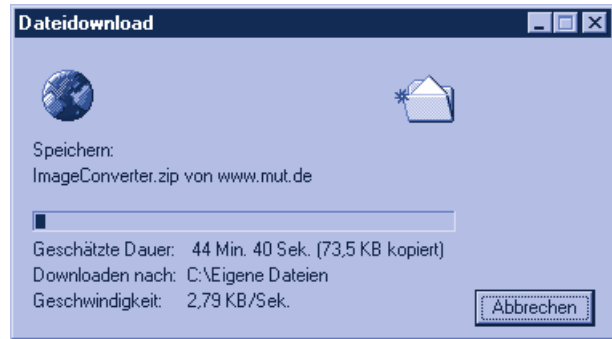 Dateidownload
Speichern:
ImageConverter.zip von www.mut.de
Geschätzte Dauer: 44 Min. 40 Sek. (73,5 KB kopiert)
Downloaden nach: C:\Eigene Dateien
Geschwindigkeit: 2,79 KB/Sek.
Abbrechen